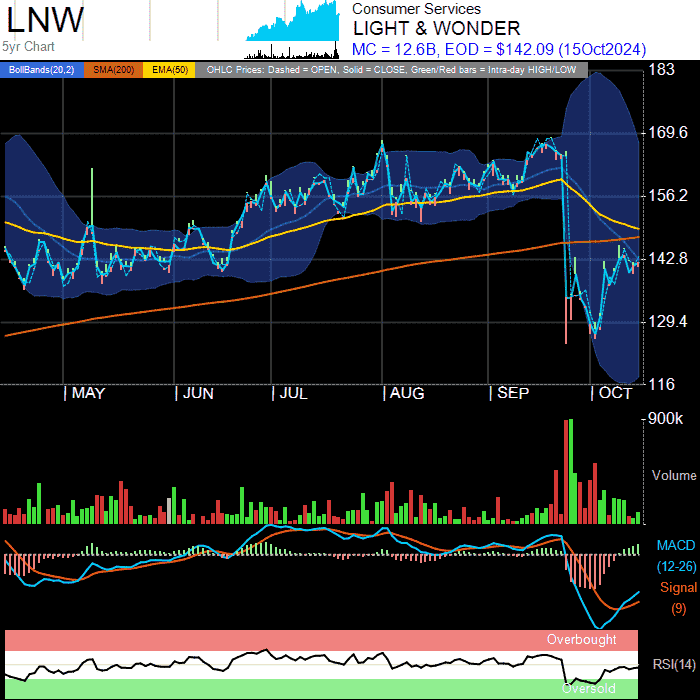 LNW
5yr Chart
Consumer Services
LIGHT & WONDER
MC = 12.6B, EOD = $142.09 (15Oct2024)
BollBands(20,2) SMA(200) EMA(50) OHLC Prices: Dashed = OPEN, Solid = CLOSE, Green/Red bars = Intra-day HIGH/LOW
183
169.6
156.2
142.8
129.4
116
| MAY | JUN | JUL | AUG | SEP | OCT
900k
Volume
MACD
(12-26)
Signal
(9)
Overbought
RSI(14)
Oversold